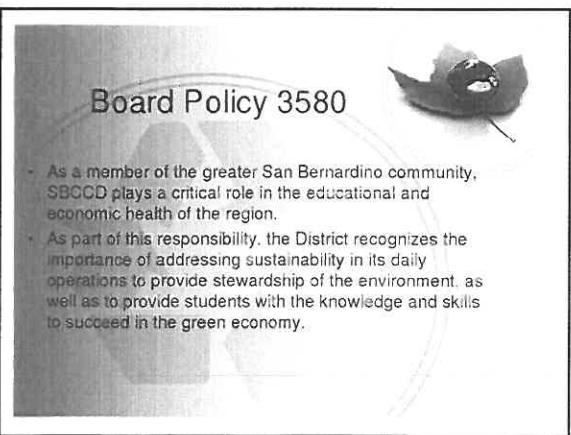 Board Policy 3580
• As a member of the greater San Bernardino community,
SBCCD plays a critical role in the educational and
economic health of the region.
• As part of this responsibility, the District recognizes the
importance of addressing sustainability in its daily
operations to provide stewardship of the environment, as
well as to provide students with the knowledge and skills
to succeed in the green economy.